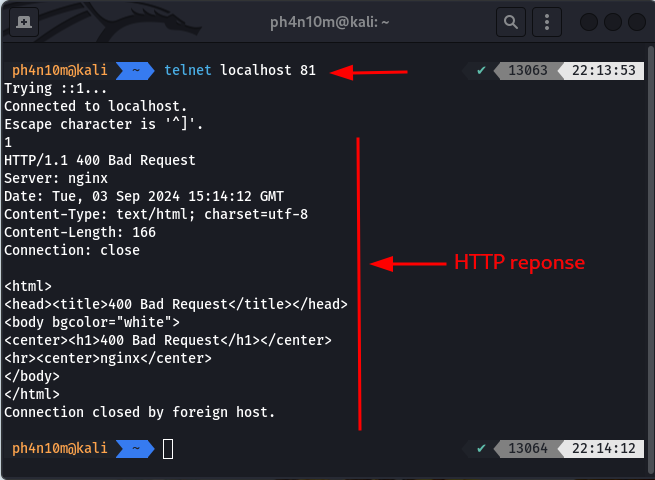 ph4n10m@kali: ~
ph4n10m@kali ~ telnet localhost 81 ✔ 13063 22:13:53
Trying ::1...
Connected to localhost.
Escape character is '^]'.
1
HTTP/1.1 400 Bad Request
Server: nginx
Date: Tue, 03 Sep 2024 15:14:12 GMT
Content-Type: text/html; charset=utf-8
Content-Length: 166
Connection: close
HTTP reponse
<html>
<head><title>400 Bad Request</title></head>
<body bgcolor="white">
<center><h1>400 Bad Request</h1></center>
<hr><center>nginx</center>
</body>
</html>
Connection closed by foreign host.
ph4n10m@kali ~ ✔ 13064 22:14:12